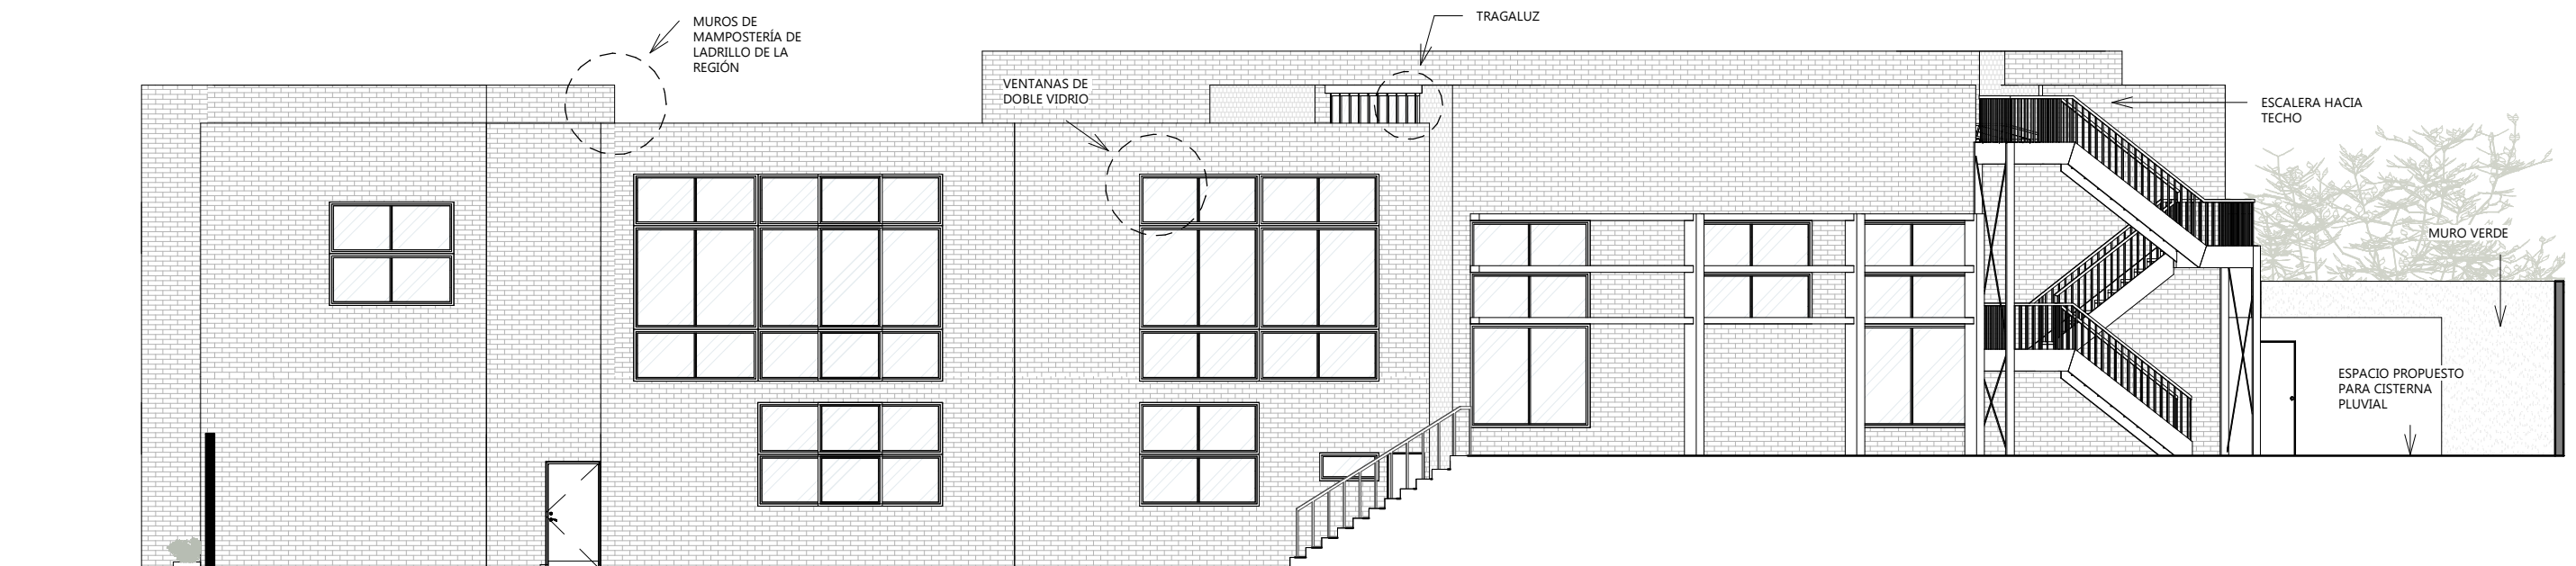 MUROS DE
MAMPOSTERÍA DE
LADRILLO DE LA
REGIÓN
VENTANAS DE
DOBLE VIDRIO
TRAGALUZ
ESCALERA HACIA
TECHO
MURO VERDE
ESPACIO PROPUESTO
PARA CISTERNA
PLUVIAL